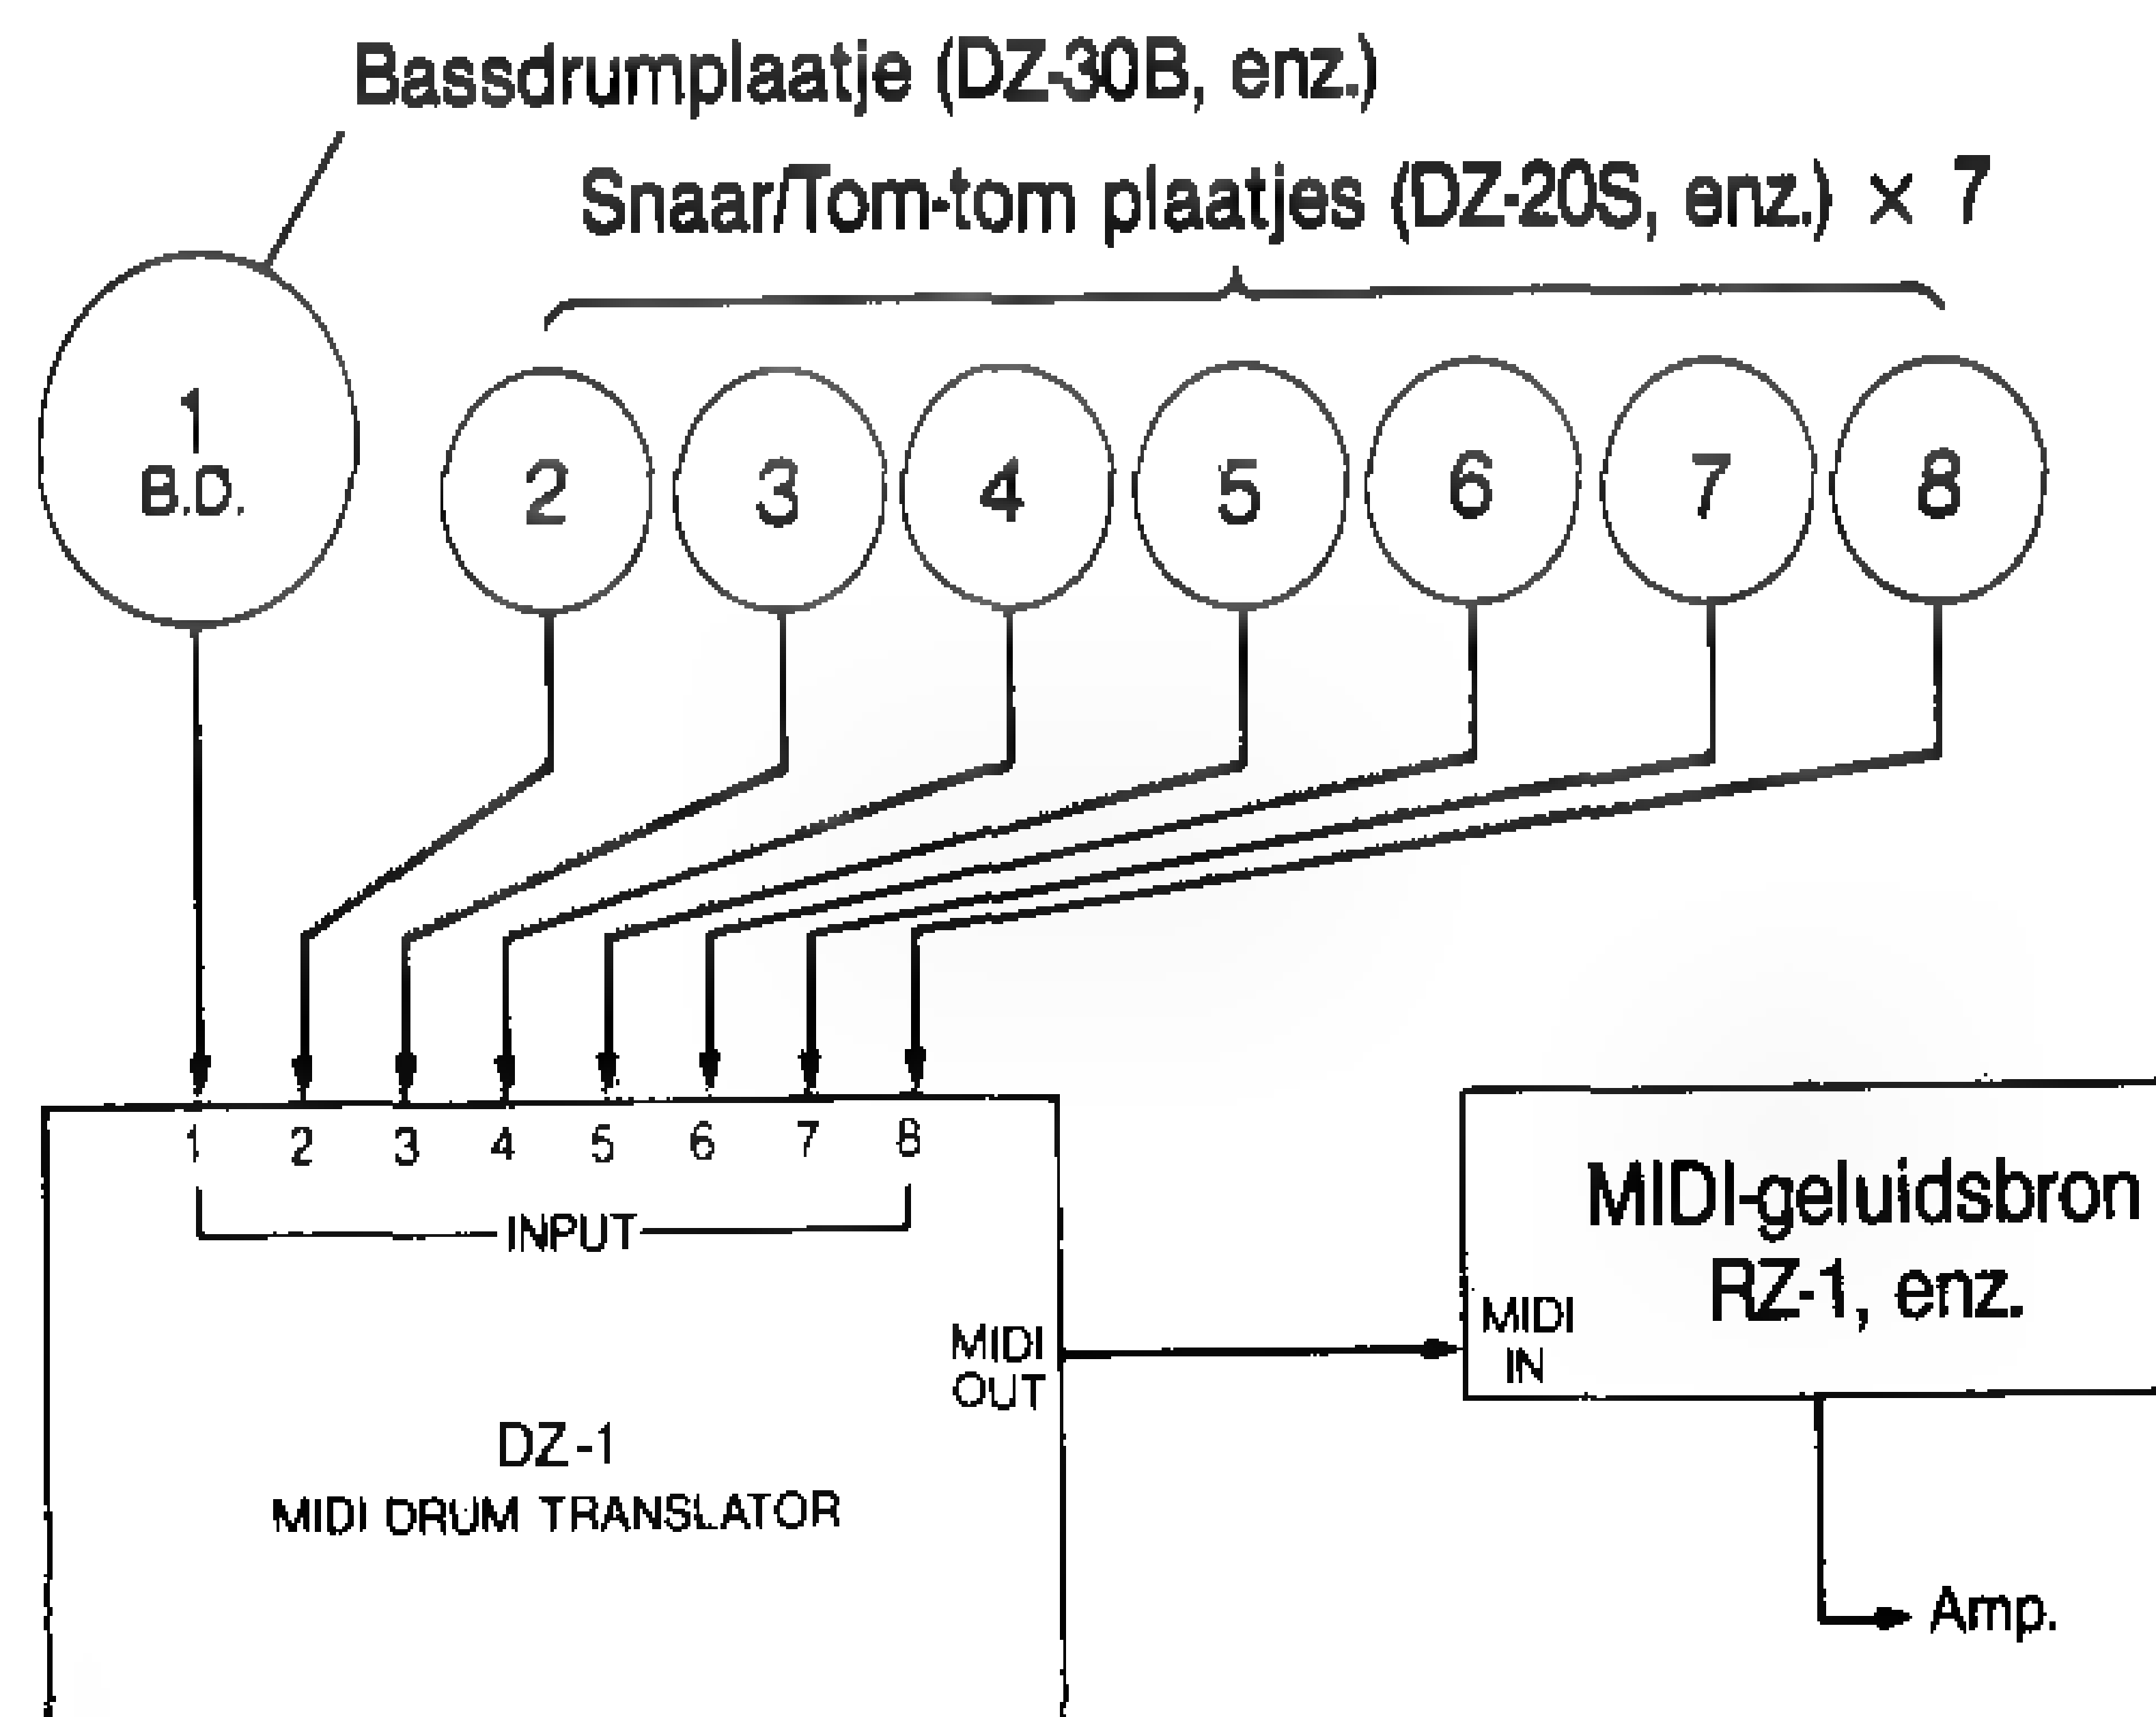 Bassdrumplaatje (DZ-30B, enz.)
Snaar/Tom-tom plaatjes (DZ-20S, enz.) × 7
1
B.D.
2 3 4 5 6 7 8
1 2 3 4 5 6 7 8
INPUT
MIDI
OUT
DZ-1
MIDI DRUM TRANSLATOR
MIDI-geluidsbron
RZ-1, enz.
MIDI
IN
Amp.